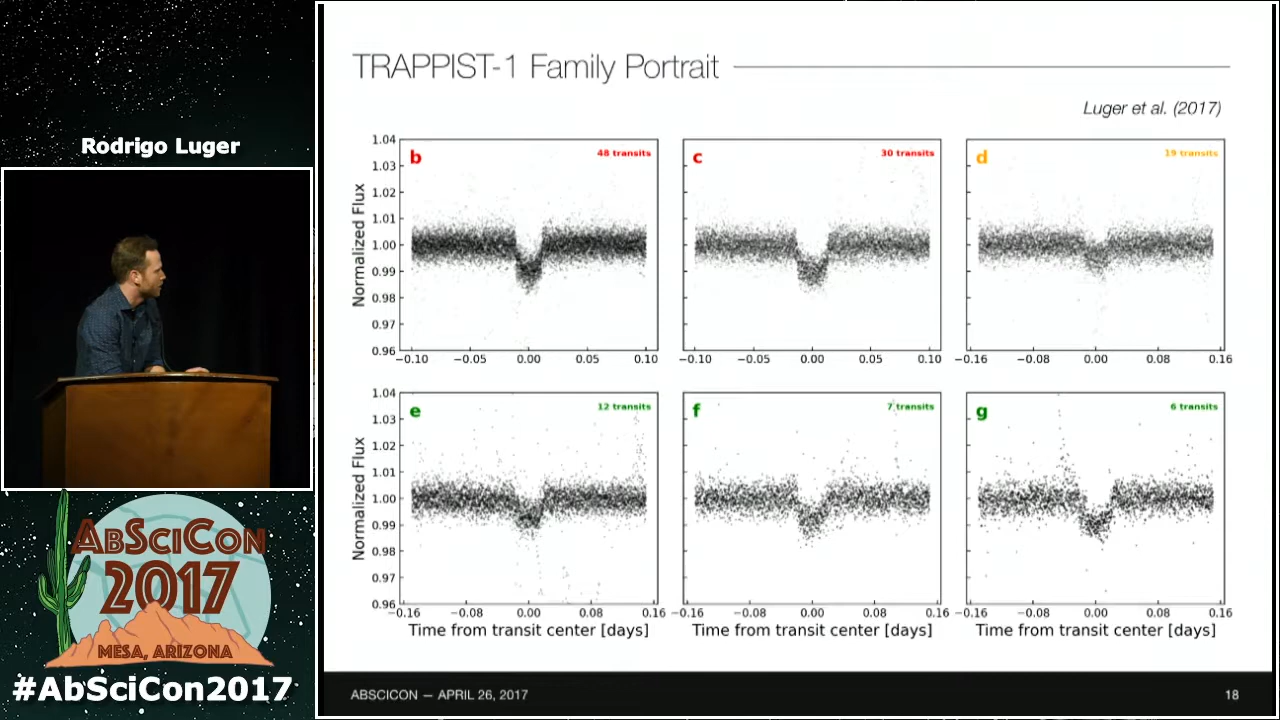 Rodrigo Luger
ABSCICON
2017
MESA, ARIZONA
#AbSciCon2017
TRAPPIST-1 Family Portrait
Luger et al. (2017)
Normalized Flux
1.04
1.03
1.02
1.01
1.00
0.99
0.98
0.97
0.96
b
48 transits
−0.10 −0.05 0.00 0.05 0.10
c
30 transits
−0.10 −0.05 0.00 0.05 0.10
d
19 transits
−0.16 −0.08 0.00 0.08 0.16
Normalized Flux
1.04
1.03
1.02
1.01
1.00
0.99
0.98
0.97
0.96
e
12 transits
−0.16 −0.08 0.00 0.08 0.16
Time from transit center [days]
f
7 transits
−0.16 −0.08 0.00 0.08 0.16
Time from transit center [days]
g
6 transits
−0.16 −0.08 0.00 0.08 0.16
Time from transit center [days]
ABSCICON — APRIL 26, 2017
18